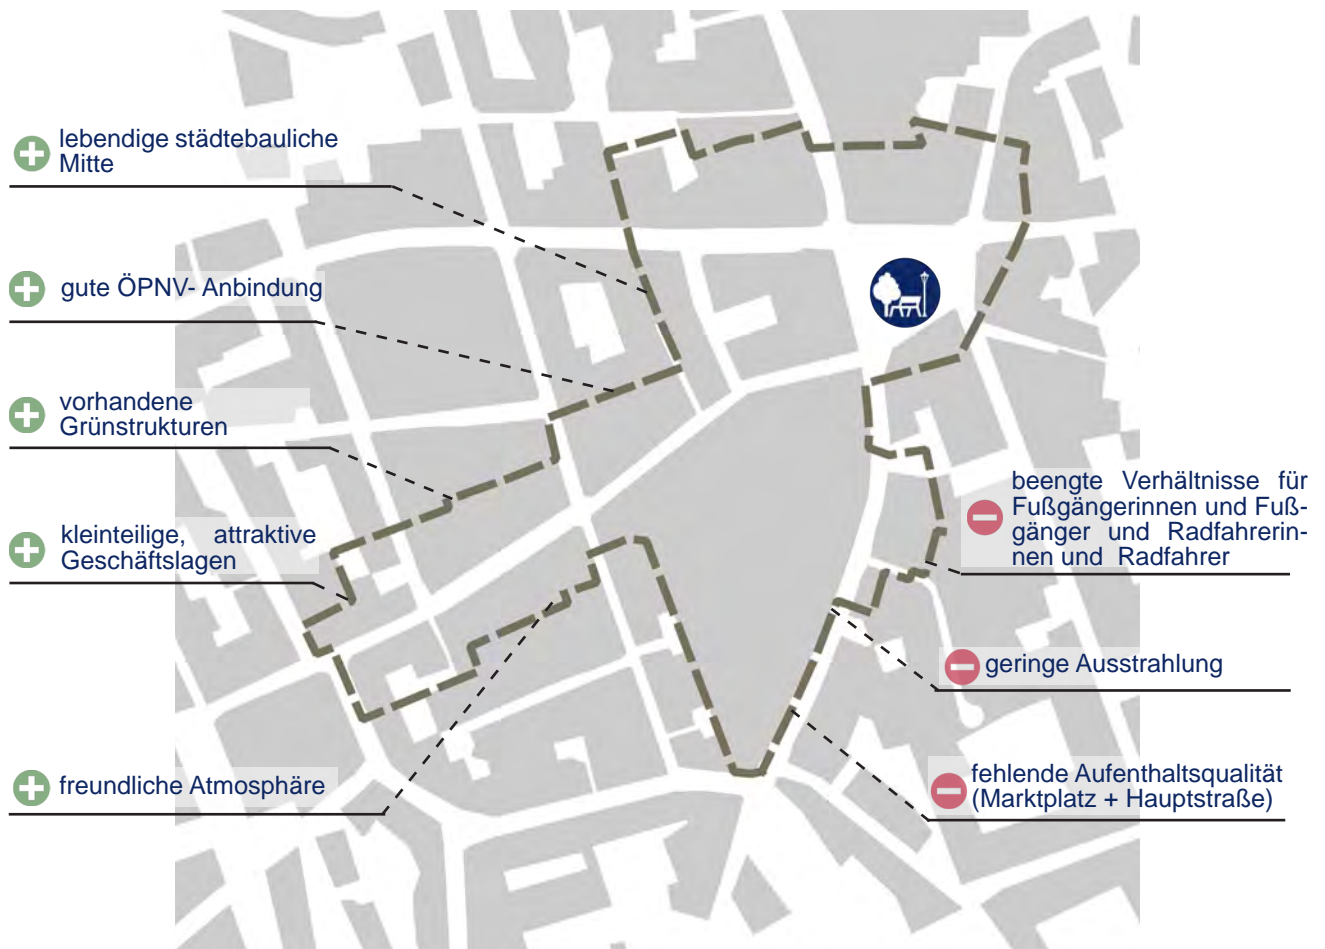 lebendige städtebauliche
Mitte
gute ÖPNV- Anbindung
vorhandene
Grünstrukturen
kleinteilige, attraktive
Geschäftslagen
freundliche Atmosphäre
beengte Verhältnisse für
Fußgängerinnen und Fuß-
gänger und Radfahrerin-
nen und Radfahrer
geringe Ausstrahlung
fehlende Aufenthaltsqualität
(Marktplatz + Hauptstraße)